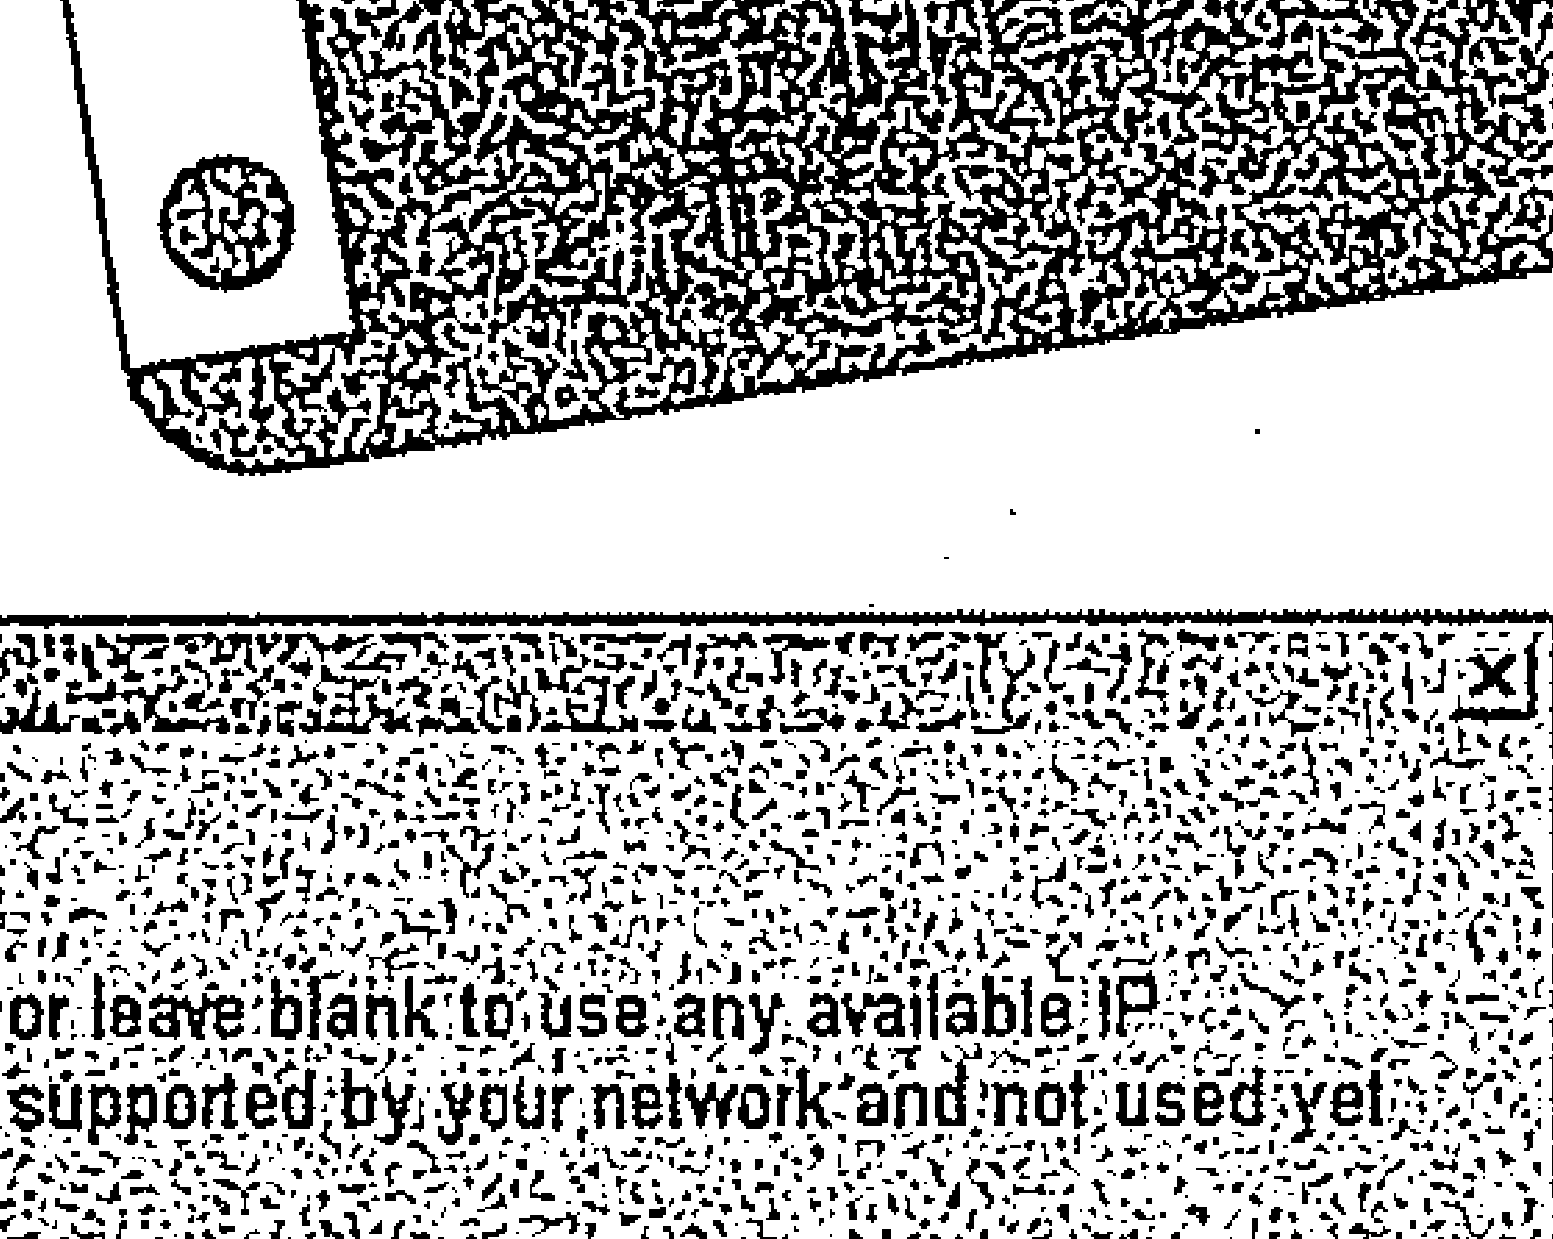 or leave blank to use any available IP
supported by your network and not used yet